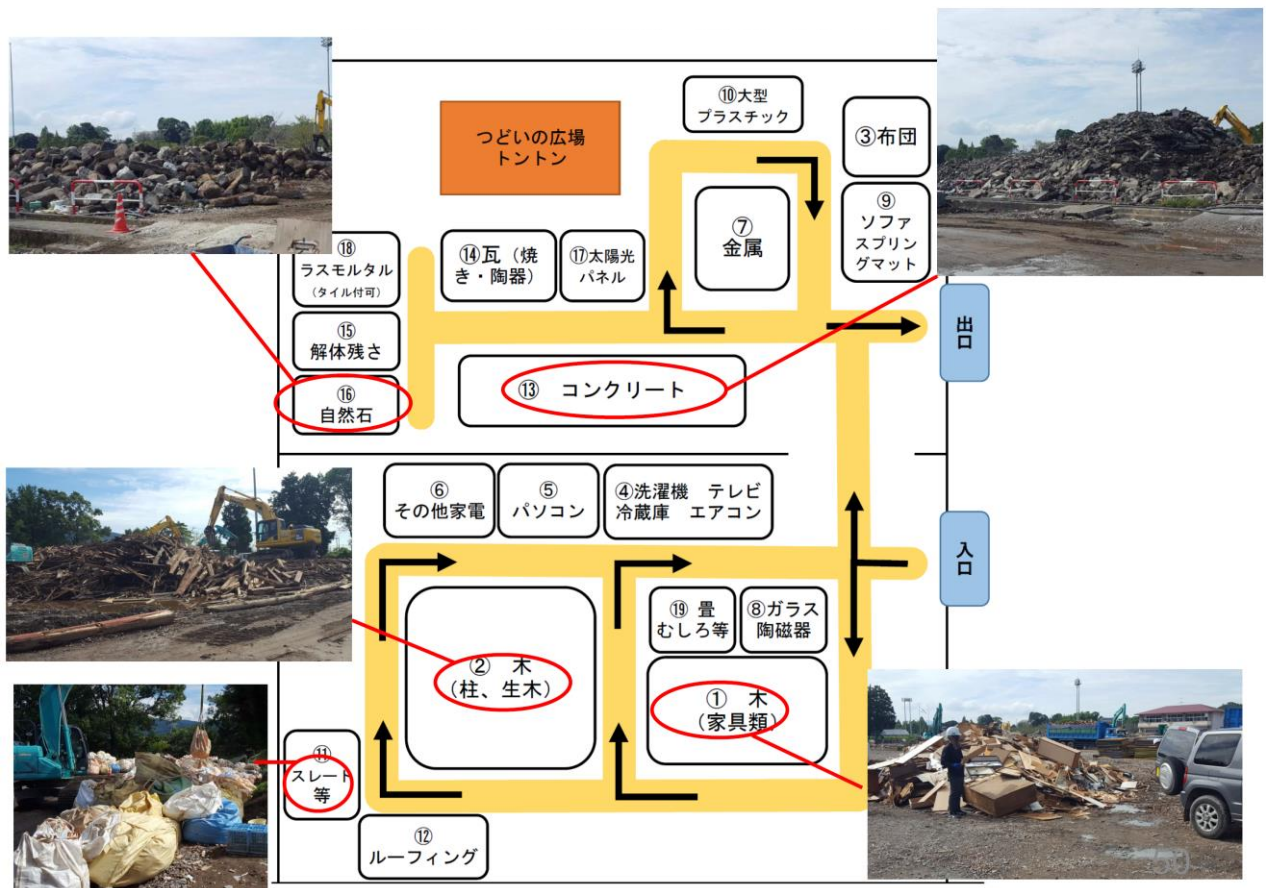 ⑩大型
プラスチック
つどいの広場
トントン
③布団
⑨
ソファ
スプリン
グマット
⑦
金属
⑱
ラスモルタル
(タイル付可)
⑭瓦(焼
き・陶器)
⑰太陽光
パネル
⑮
解体残さ
⑯
自然石
⑬ コンクリート
出口
⑥
その他家電
⑤
パソコン
④洗濯機 テレビ
冷蔵庫 エアコン
入口
⑲ 畳
むしろ等
⑧ガラス
陶磁器
② 木
(柱、生木)
① 木
(家具類)
⑪
スレート
等
⑫
ルーフィング